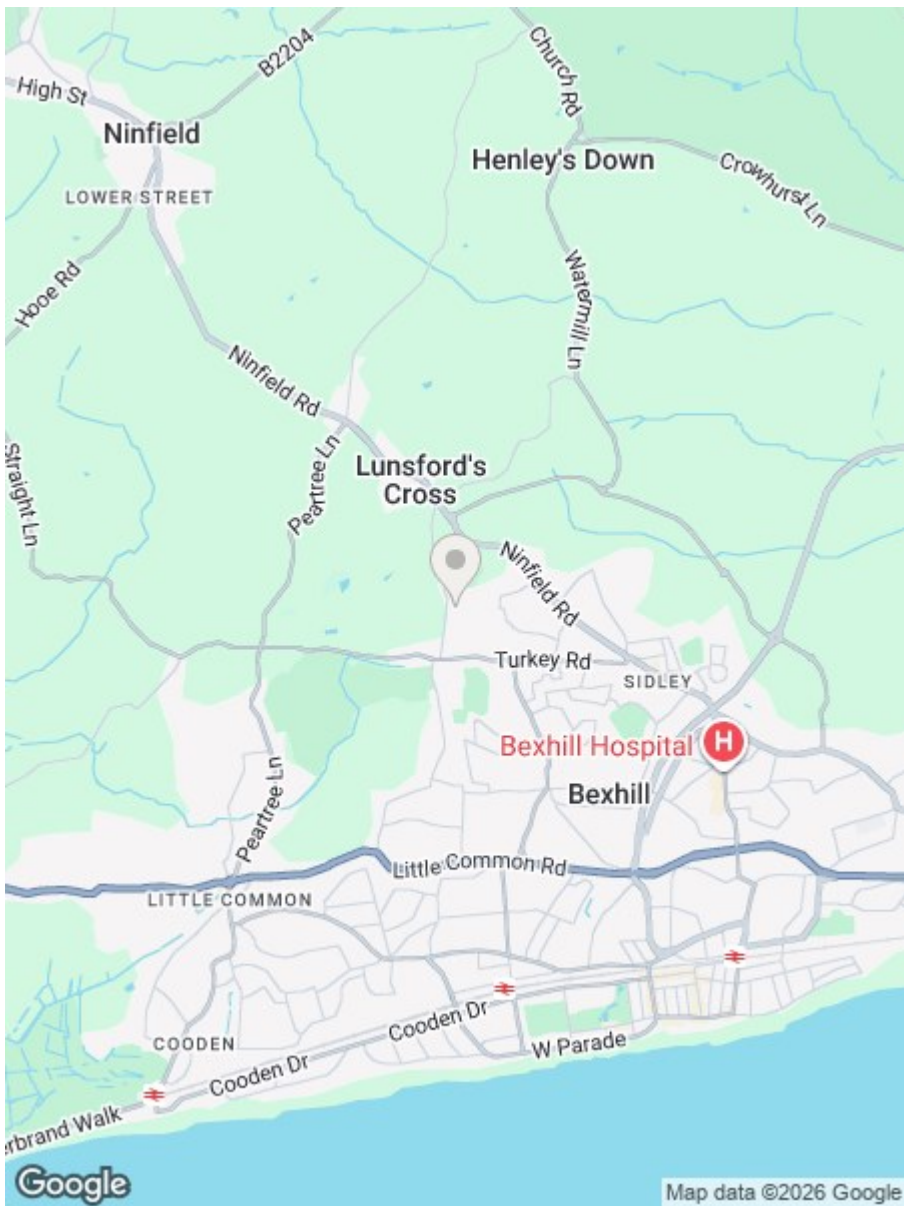 B2204
Church Rd
High St
Ninfield
Henley's Down
Crowhurst Ln
LOWER STREET
Hooe Rd
Watermill Ln
Ninfield Rd
Straight Ln
Peartree Ln
Lunsford's
Cross
Ninfield Rd
Turkey Rd
SIDLEY
Bexhill Hospital
H
Bexhill
Peartree Ln
Little Common Rd
LITTLE COMMON
Cooden Dr
COODEN
W Parade
Cooden Dr
erbrand Walk
Google
Map data ©2026 Google